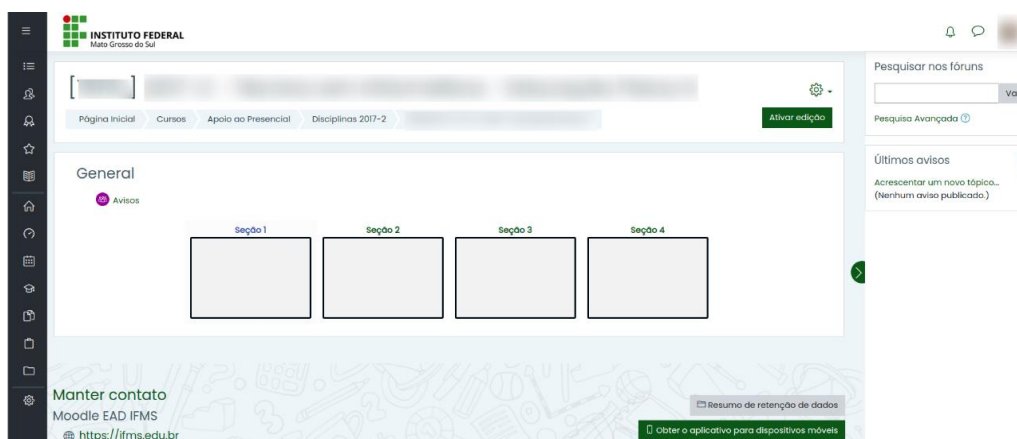 INSTITUTO FEDERAL
Mato Grosso do Sul
[ ]
Página Inicial Cursos Apoio ao Presencial Disciplinas 2017-2
Ativar edição
General
Avisos
Seção 1 Seção 2 Seção 3 Seção 4
Manter contato
Moodle EAD IFMS
https://ifms.edu.br
Resumo de retenção de dados
Obter o aplicativo para dispositivos móveis
Pesquisar nos fóruns
Va
Pesquisa Avançada
Últimos avisos
Acrescentar um novo tópico...
(Nenhum aviso publicado.)